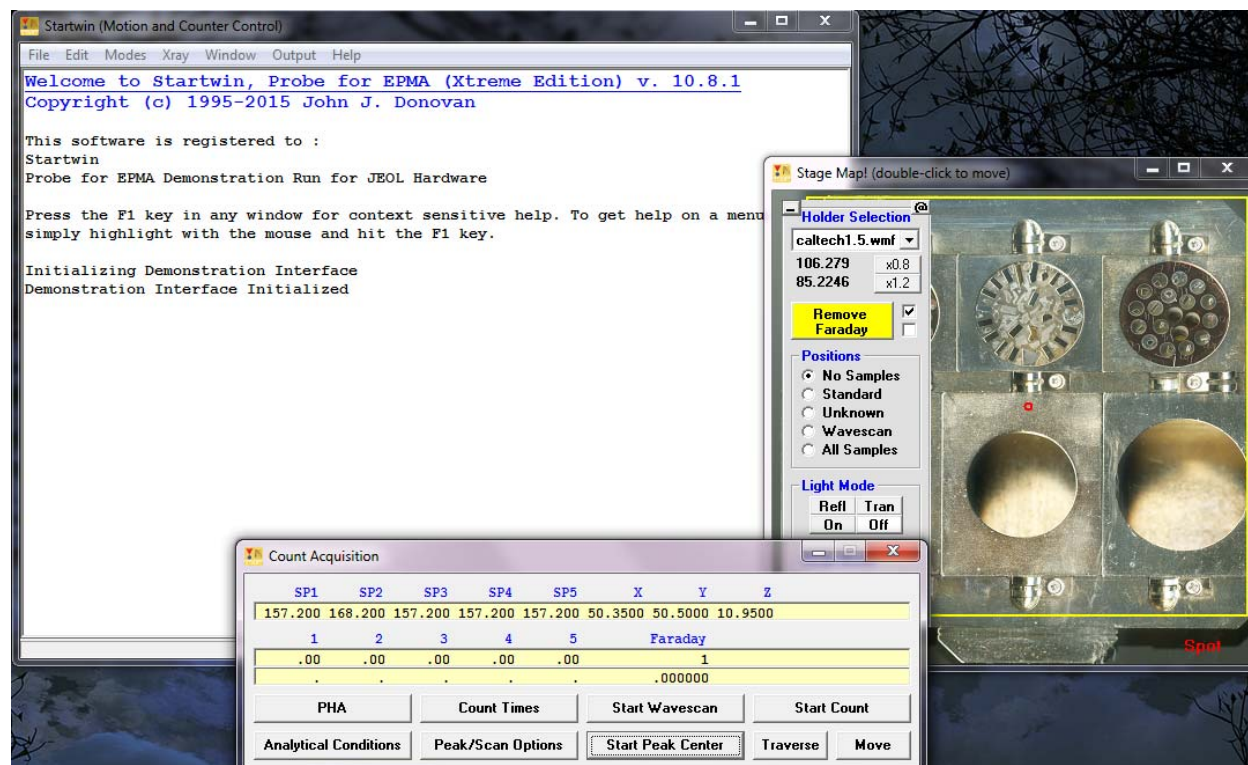 Startwin (Motion and Counter Control)
File Edit Modes Xray Window Output Help
Welcome to Startwin, Probe for EPMA (Xtreme Edition) v. 10.8.1
Copyright (c) 1995-2015 John J. Donovan
This software is registered to :
Startwin
Probe for EPMA Demonstration Run for JEOL Hardware
Press the F1 key in any window for context sensitive help. To get help on a menu
simply highlight with the mouse and hit the F1 key.
Initializing Demonstration Interface
Demonstration Interface Initialized
Stage Map! (double-click to move)
Holder Selection
@
caltech1.5.wmf
106.279 x0.8
85.2246 x1.2
Remove
Faraday
Positions
No Samples
Standard
Unknown
Wavescan
All Samples
Light Mode
Refl Tran
On Off
Spot
Count Acquisition
SP1 SP2 SP3 SP4 SP5 X Y Z
157.200 168.200 157.200 157.200 157.200 50.3500 50.5000 10.9500
1 2 3 4 5 Faraday
.00 .00 .00 .00 .00 1
. . . . . .000000
PHA Count Times Start Wavescan Start Count
Analytical Conditions Peak/Scan Options Start Peak Center Traverse Move